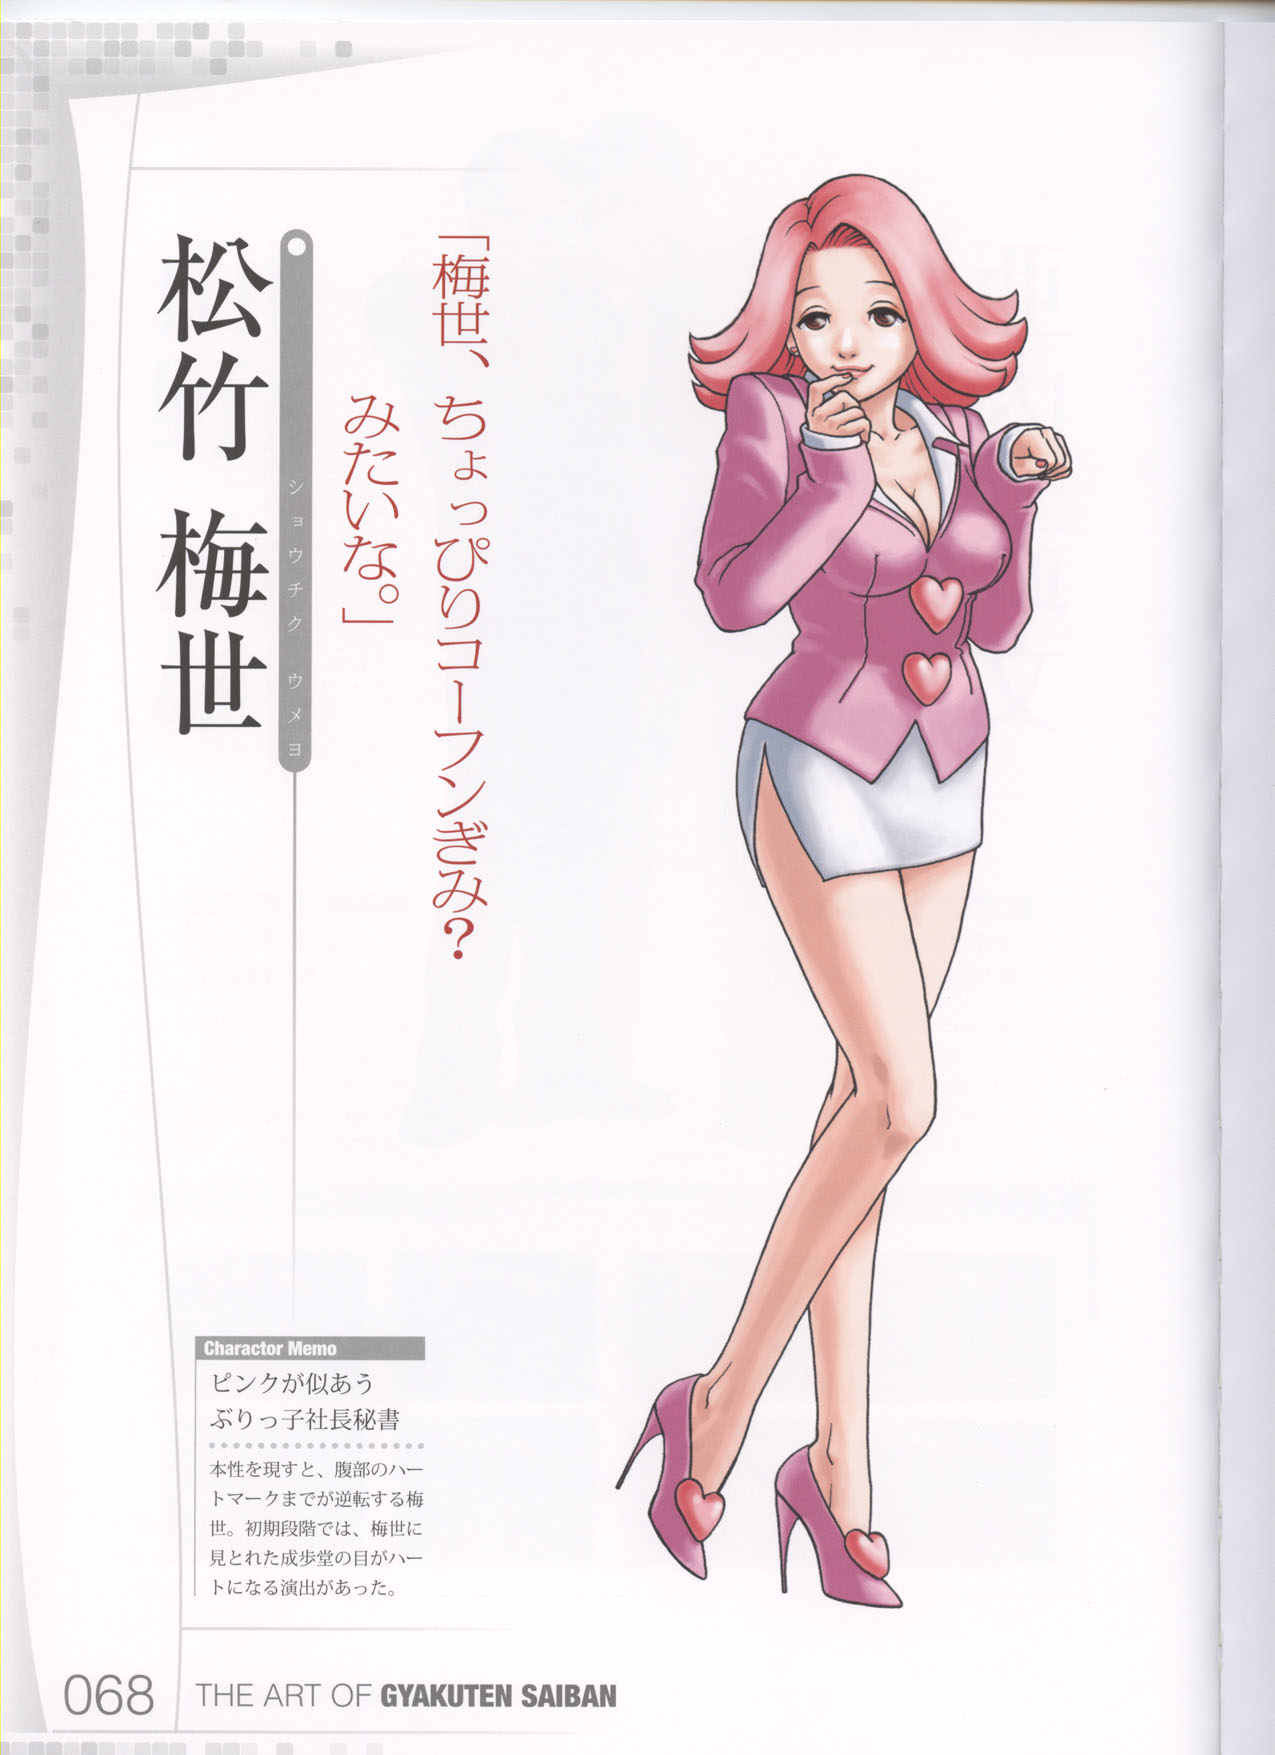 松竹 梅世
ショウチク ウメヨ
「梅世、ちょっぴりコーフンぎみ?
みたいな。」
Charactor Memo
ピンクが似あう
ぶりっ子社長秘書
本性を現すと、腹部のハー
トマークまでが逆転する梅
世。初期段階では、梅世に
見とれた成歩堂の目がハー
トになる演出があった。
068
THE ART OF GYAKUTEN SAIBAN